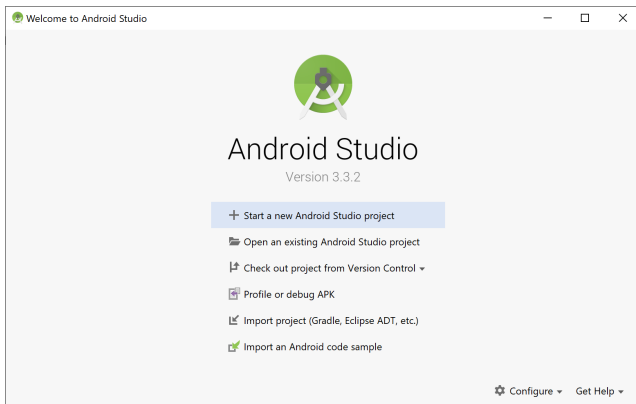 Welcome to Android Studio
Android Studio
Version 3.3.2
Start a new Android Studio project
Open an existing Android Studio project
Check out project from Version Control
Profile or debug APK
Import project (Gradle, Eclipse ADT, etc.)
Import an Android code sample
Configure Get Help